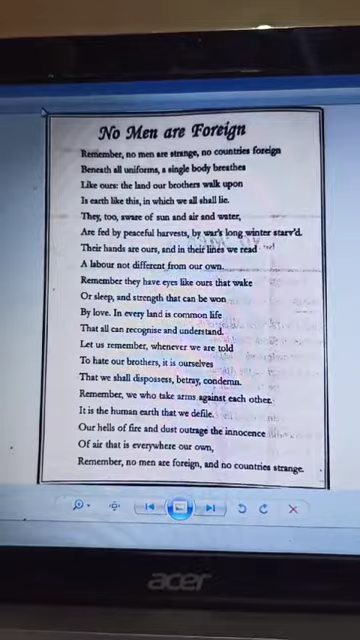 No Men are Foreign
Remember, no men are strange, no countries foreign
Beneath all uniforms, a single body breathes
Like ours: the land our brothers walk upon
Is earth like this, in which we all shall lie.
They, too, aware of sun and air and water,
Are fed by peaceful harvests, by war's long winter starv'd.
Their hands are ours, and in their lines we read
A labour not different from our own.
Remember they have eyes like ours that wake
Or sleep, and strength that can be won
By love. In every land is common life
That all can recognise and understand.
Let us remember, whenever we are told
To hate our brothers, it is ourselves
That we shall dispossess, betray, condemn.
Remember, we who take arms against each other
It is the human earth that we defile.
Our hells of fire and dust outrage the innocence
Of air that is everywhere our own,
Remember, no men are foreign, and no countries strange.
acer